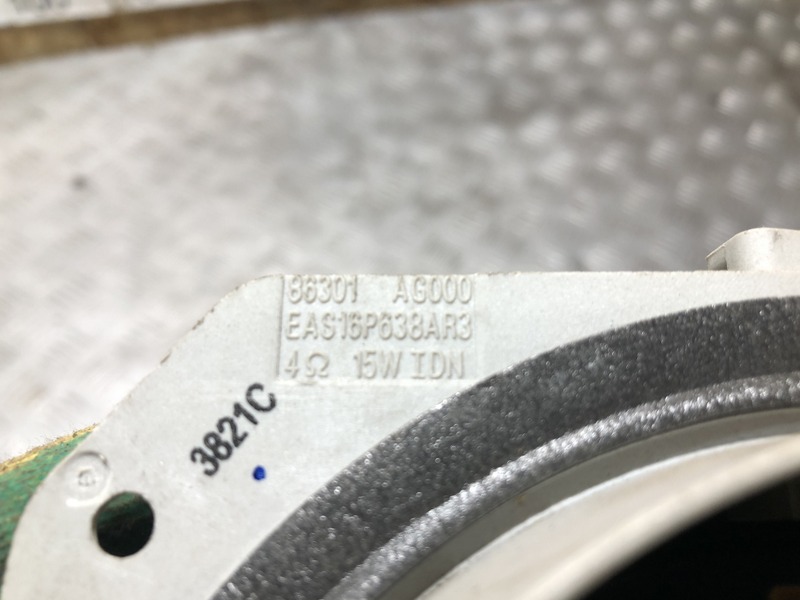 86301 AG000
EAS16P638AR3
4Ω 15W IDN
3821C